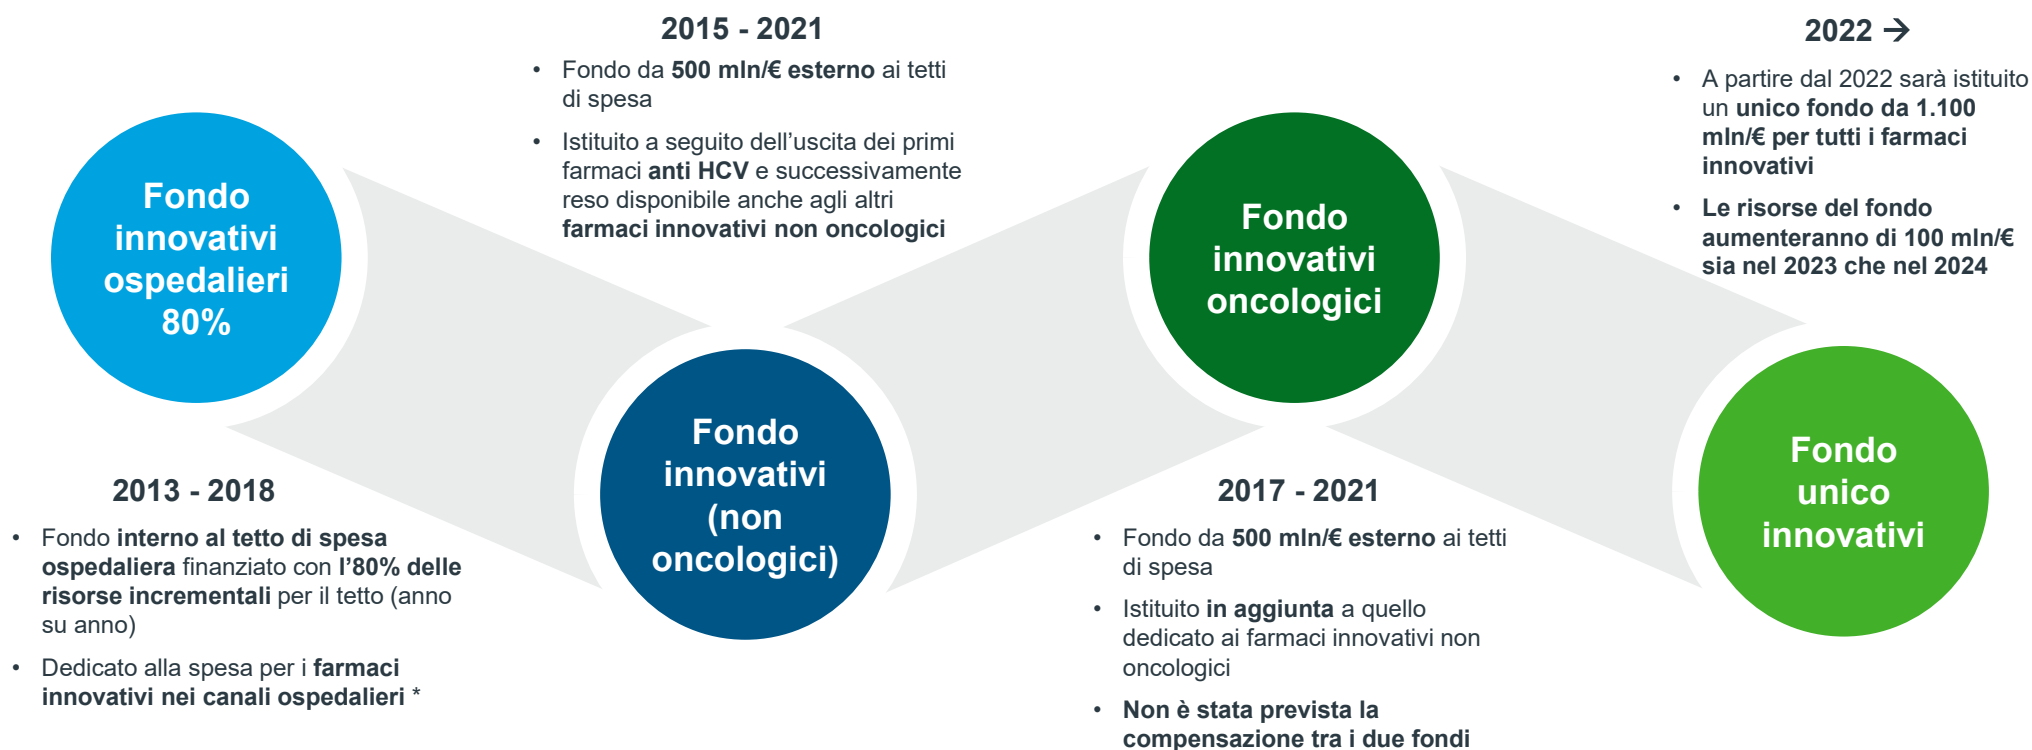 Fondo
innovativi
ospedalieri
80%
2013 - 2018
• Fondo interno al tetto di spesa
ospedaliera finanziato con l'80% delle
risorse incrementali per il tetto (anno
su anno)
• Dedicato alla spesa per i farmaci
innovativi nei canali ospedalieri *
2015 - 2021
• Fondo da 500 mln/€ esterno ai tetti
di spesa
• Istituito a seguito dell'uscita dei primi
farmaci anti HCV e successivamente
reso disponibile anche agli altri
farmaci innovativi non oncologici
Fondo
innovativi
(non
oncologici)
Fondo
innovativi
oncologici
2017 - 2021
• Fondo da 500 mln/€ esterno ai tetti
di spesa
• Istituito in aggiunta a quello
dedicato ai farmaci innovativi non
oncologici
• Non è stata prevista la
compensazione tra i due fondi
2022 →
• A partire dal 2022 sarà istituito
un unico fondo da 1.100
mln/€ per tutti i farmaci
innovativi
• Le risorse del fondo
aumenteranno di 100 mln/€
sia nel 2023 che nel 2024
Fondo
unico
innovativi